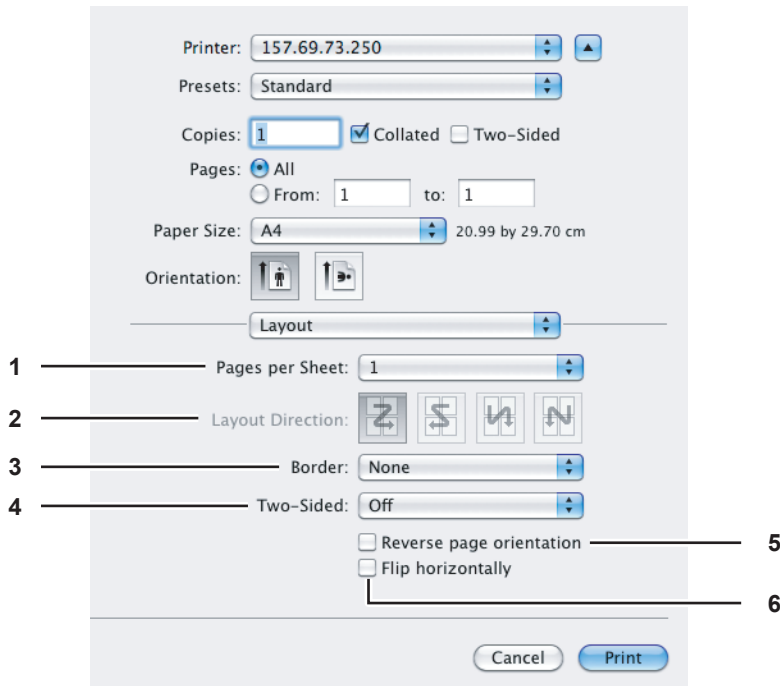 Printer: 157.69.73.250
Presets: Standard
Copies: 1 Collated Two-Sided
Pages: All
From: 1 to: 1
Paper Size: A4 20.99 by 29.70 cm
Orientation:
Layout
1 Pages per Sheet: 1
2 Layout Direction:
3 Border: None
4 Two-Sided: Off
Reverse page orientation 5
Flip horizontally
6
Cancel Print